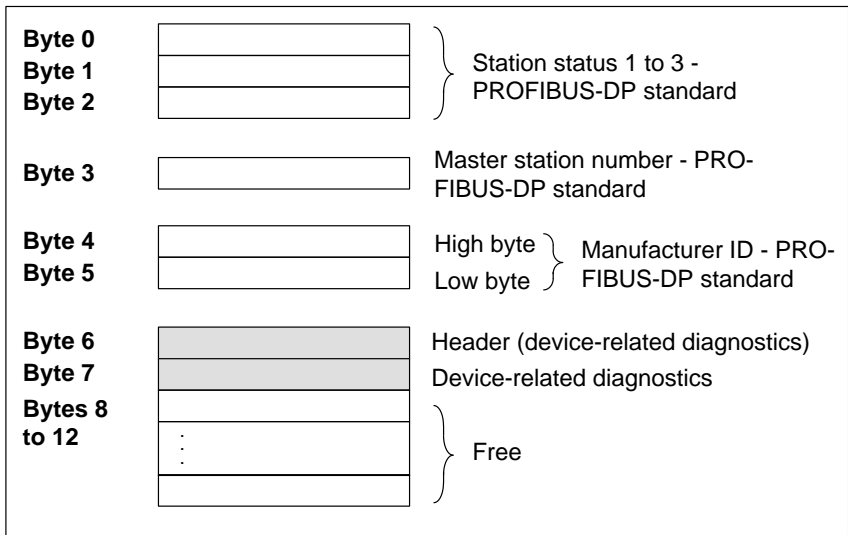 Byte 0
Byte 1
Byte 2
Station status 1 to 3 -
PROFIBUS-DP standard
Byte 3
Master station number - PRO-
FIBUS-DP standard
Byte 4
Byte 5
High byte
Low byte
Manufacturer ID - PRO-
FIBUS-DP standard
Byte 6
Header (device-related diagnostics)
Byte 7
Device-related diagnostics
Bytes 8
to 12
Free